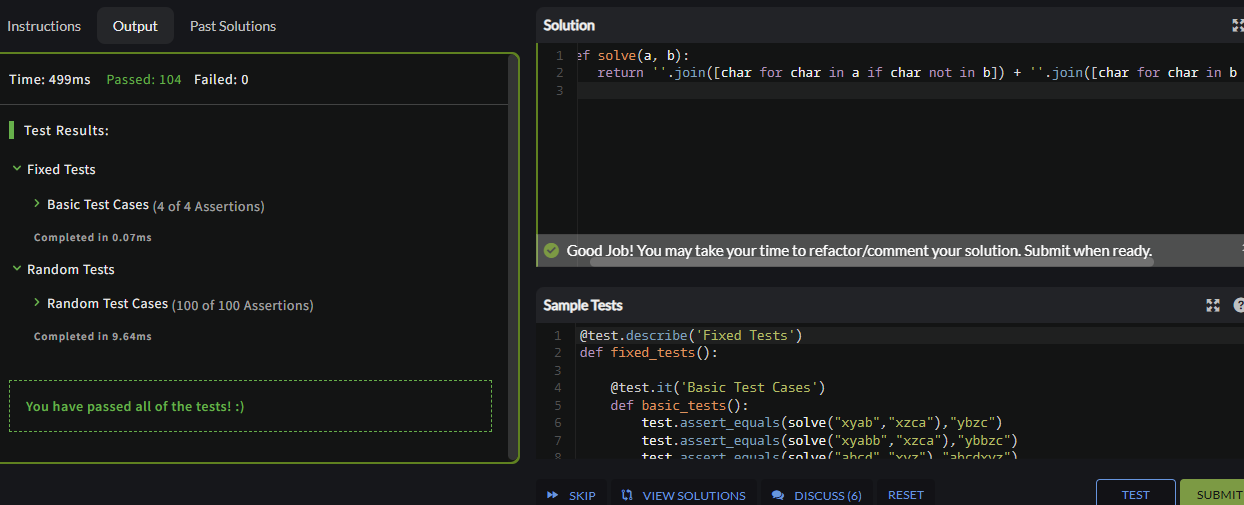 Instructions
Output
Past Solutions
Time: 499ms Passed: 104 Failed: 0
Test Results:
Fixed Tests
Basic Test Cases (4 of 4 Assertions)
Completed in 0.07ms
Random Tests
Random Test Cases (100 of 100 Assertions)
Completed in 9.64ms
You have passed all of the tests! :)
Solution
1 ef solve(a, b):
2 return ''.join([char for char in a if char not in b]) + ''.join([char for char in b
3
Good Job! You may take your time to refactor/comment your solution. Submit when ready.
Sample Tests
1 @test.describe('Fixed Tests')
2 def fixed_tests():
3
4 @test.it('Basic Test Cases')
5 def basic_tests():
6 test.assert_equals(solve("xyab","xzca"),"ybzc")
7 test.assert_equals(solve("xyabb","xzca"),"ybbzc")
8 test.assert_equals(solve("abcd","xyz"),"abcdxyz")
SKIP
VIEW SOLUTIONS
DISCUSS (6)
RESET
TEST
SUBMIT